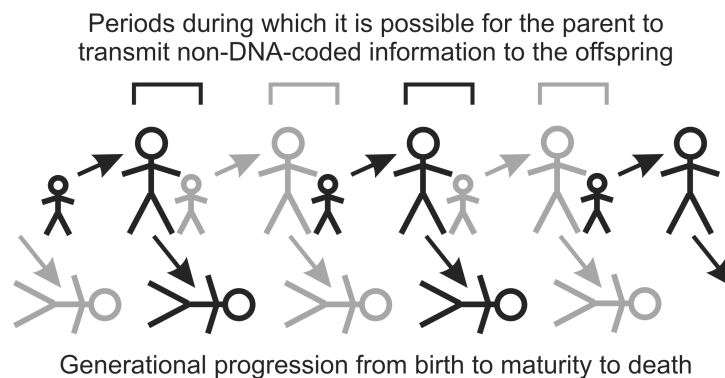 Periods during which it is possible for the parent to
transmit non-DNA-coded information to the offspring
Generational progression from birth to maturity to death